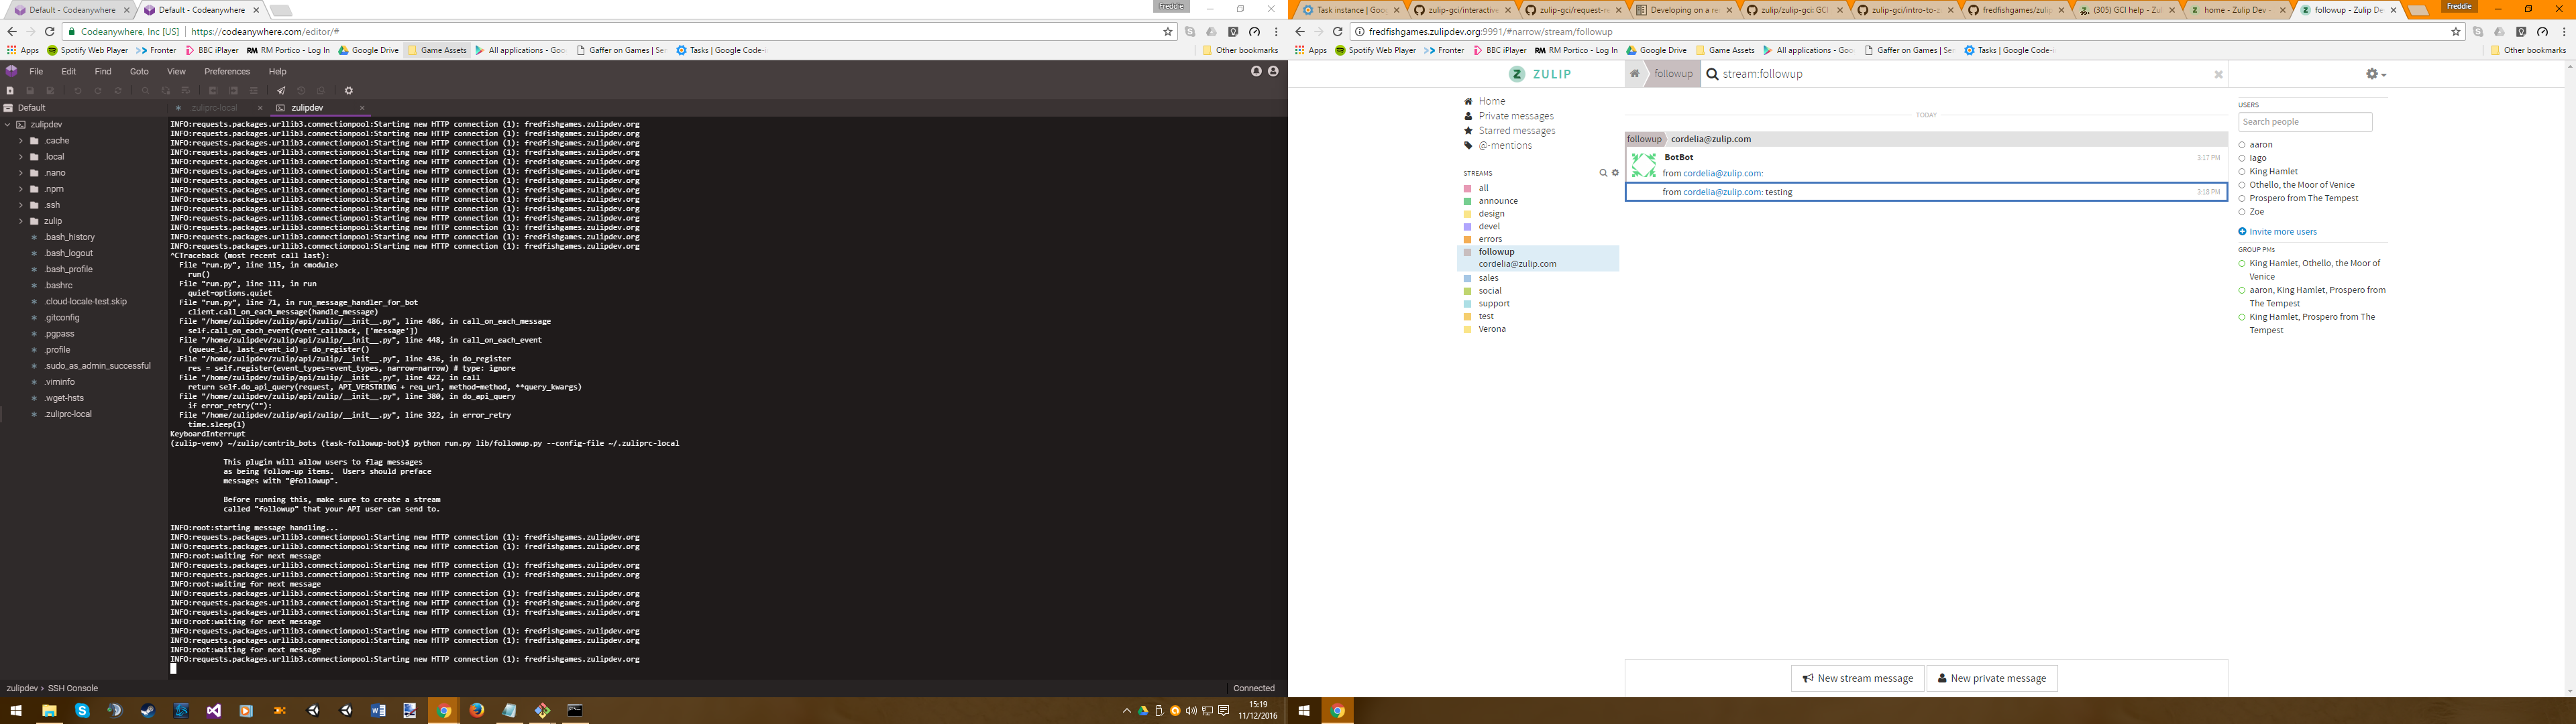 Default - Codeanywhere
Default - Codeanywhere
Freddie
Codeanywhere, Inc [US] | https://codeanywhere.com/editor/#
Apps Spotify Web Player Fronter BBC iPlayer RM Portico - Log In Google Drive Game Assets All applications - Goo Gaffer on Games | Se Tasks | Google Code- Other bookmarks
File Edit Find Goto View Preferences Help
Default
.zuliprc-local
zulipdev
zulipdev
.cache
.local
.nano
.npm
.ssh
zulip
.bash_history
.bash_logout
.bash_profile
.bashrc
.cloud-locale-test.skip
.gitconfig
.pgpass
.profile
.sudo_as_admin_successful
.viminfo
.wget-hsts
.zuliprc-local
INFO:requests.packages.urllib3.connectionpool:Starting new HTTP connection (1): fredfishgames.zulipdev.org
INFO:requests.packages.urllib3.connectionpool:Starting new HTTP connection (1): fredfishgames.zulipdev.org
INFO:requests.packages.urllib3.connectionpool:Starting new HTTP connection (1): fredfishgames.zulipdev.org
INFO:requests.packages.urllib3.connectionpool:Starting new HTTP connection (1): fredfishgames.zulipdev.org
INFO:requests.packages.urllib3.connectionpool:Starting new HTTP connection (1): fredfishgames.zulipdev.org
INFO:requests.packages.urllib3.connectionpool:Starting new HTTP connection (1): fredfishgames.zulipdev.org
INFO:requests.packages.urllib3.connectionpool:Starting new HTTP connection (1): fredfishgames.zulipdev.org
INFO:requests.packages.urllib3.connectionpool:Starting new HTTP connection (1): fredfishgames.zulipdev.org
INFO:requests.packages.urllib3.connectionpool:Starting new HTTP connection (1): fredfishgames.zulipdev.org
INFO:requests.packages.urllib3.connectionpool:Starting new HTTP connection (1): fredfishgames.zulipdev.org
INFO:requests.packages.urllib3.connectionpool:Starting new HTTP connection (1): fredfishgames.zulipdev.org
INFO:requests.packages.urllib3.connectionpool:Starting new HTTP connection (1): fredfishgames.zulipdev.org
INFO:requests.packages.urllib3.connectionpool:Starting new HTTP connection (1): fredfishgames.zulipdev.org
INFO:requests.packages.urllib3.connectionpool:Starting new HTTP connection (1): fredfishgames.zulipdev.org
^CTraceback (most recent call last):
File "run.py", line 115, in <module>
run()
File "run.py", line 111, in run
quiet=options.quiet
File "run.py", line 71, in run_message_handler_for_bot
client.call_on_each_message(handle_message)
File "/home/zulipdev/zulip/api/zulip/__init__.py", line 486, in call_on_each_message
self.call_on_each_event(event_callback, ['message'])
File "/home/zulipdev/zulip/api/zulip/__init__.py", line 448, in call_on_each_event
(queue_id, last_event_id) = do_register()
File "/home/zulipdev/zulip/api/zulip/__init__.py", line 436, in do_register
res = self.register(event_types=event_types, narrow=narrow) # type: ignore
File "/home/zulipdev/zulip/api/zulip/__init__.py", line 422, in call
return self.do_api_query(request, API_VERSTRING + req_url, method=method, **query_kwargs)
File "/home/zulipdev/zulip/api/zulip/__init__.py", line 380, in do_api_query
if error_retry(""):
File "/home/zulipdev/zulip/api/zulip/__init__.py", line 322, in error_retry
time.sleep(1)
KeyboardInterrupt
(zulip-venv) ~/zulip/contrib_bots (task-followup-bot)$ python run.py lib/followup.py --config-file ~/.zuliprc-local
This plugin will allow users to flag messages
as being follow-up items. Users should preface
messages with "@followup".
Before running this, make sure to create a stream
called "followup" that your API user can send to.
INFO:root:starting message handling...
INFO:requests.packages.urllib3.connectionpool:Starting new HTTP connection (1): fredfishgames.zulipdev.org
INFO:requests.packages.urllib3.connectionpool:Starting new HTTP connection (1): fredfishgames.zulipdev.org
INFO:root:waiting for next message
INFO:requests.packages.urllib3.connectionpool:Starting new HTTP connection (1): fredfishgames.zulipdev.org
INFO:requests.packages.urllib3.connectionpool:Starting new HTTP connection (1): fredfishgames.zulipdev.org
INFO:root:waiting for next message
INFO:requests.packages.urllib3.connectionpool:Starting new HTTP connection (1): fredfishgames.zulipdev.org
INFO:requests.packages.urllib3.connectionpool:Starting new HTTP connection (1): fredfishgames.zulipdev.org
INFO:requests.packages.urllib3.connectionpool:Starting new HTTP connection (1): fredfishgames.zulipdev.org
INFO:root:waiting for next message
INFO:requests.packages.urllib3.connectionpool:Starting new HTTP connection (1): fredfishgames.zulipdev.org
INFO:requests.packages.urllib3.connectionpool:Starting new HTTP connection (1): fredfishgames.zulipdev.org
INFO:root:waiting for next message
INFO:requests.packages.urllib3.connectionpool:Starting new HTTP connection (1): fredfishgames.zulipdev.org
zulipdev > SSH Console
Connected
15:19
11/12/2016
Task instance | Goo
zulip-gci/interactive
zulip-gci/request-r
Developing on a re
zulip/zulip-gci: GCI
zulip-gci/intro-to-z
fredfishgames/zulip
(305) GCI help - Zul
home - Zulip Dev -
followup - Zulip De
Freddie
fredfishgames.zulipdev.org:9991/#narrow/stream/followup
Apps Spotify Web Player Fronter BBC iPlayer RM Portico - Log In Google Drive Game Assets All applications - Goo Gaffer on Games | Se Tasks | Google Code- Other bookmarks
ZULIP
followup
stream:followup
Home
Private messages
Starred messages
@-mentions
STREAMS
all
announce
design
devel
errors
followup
cordelia@zulip.com
sales
social
support
test
Verona
TODAY
followup cordelia@zulip.com
BotBot 3:17 PM
from cordelia@zulip.com:
from cordelia@zulip.com: testing 3:18 PM
New stream message
New private message
USERS
Search people
aaron
Iago
King Hamlet
Othello, the Moor of Venice
Prospero from The Tempest
Zoe
Invite more users
GROUP PMs
King Hamlet, Othello, the Moor of
Venice
aaron, King Hamlet, Prospero from
The Tempest
King Hamlet, Prospero from The
Tempest